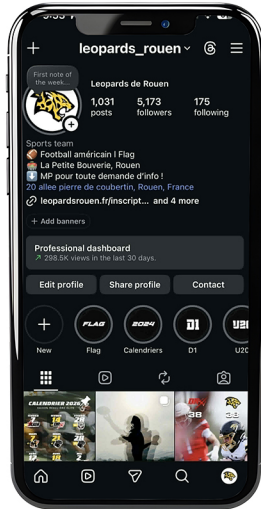 leopards_rouen
First note of
the week...
Leopards de Rouen
1,031 5,173 175
posts followers following
Sports team
Football américain I Flag
La Petite Bouverie, Rouen
MP pour toute demande d'info !
20 allee pierre de coubertin, Rouen, France
leopardsrouen.fr/inscript... and 4 more
+ Add banners
Professional dashboard
298.5K views in the last 30 days.
Edit profile Share profile Contact
FLAG 2024 D1 U20
New Flag Calendriers D1 U20
CALENDRIER 2026
38